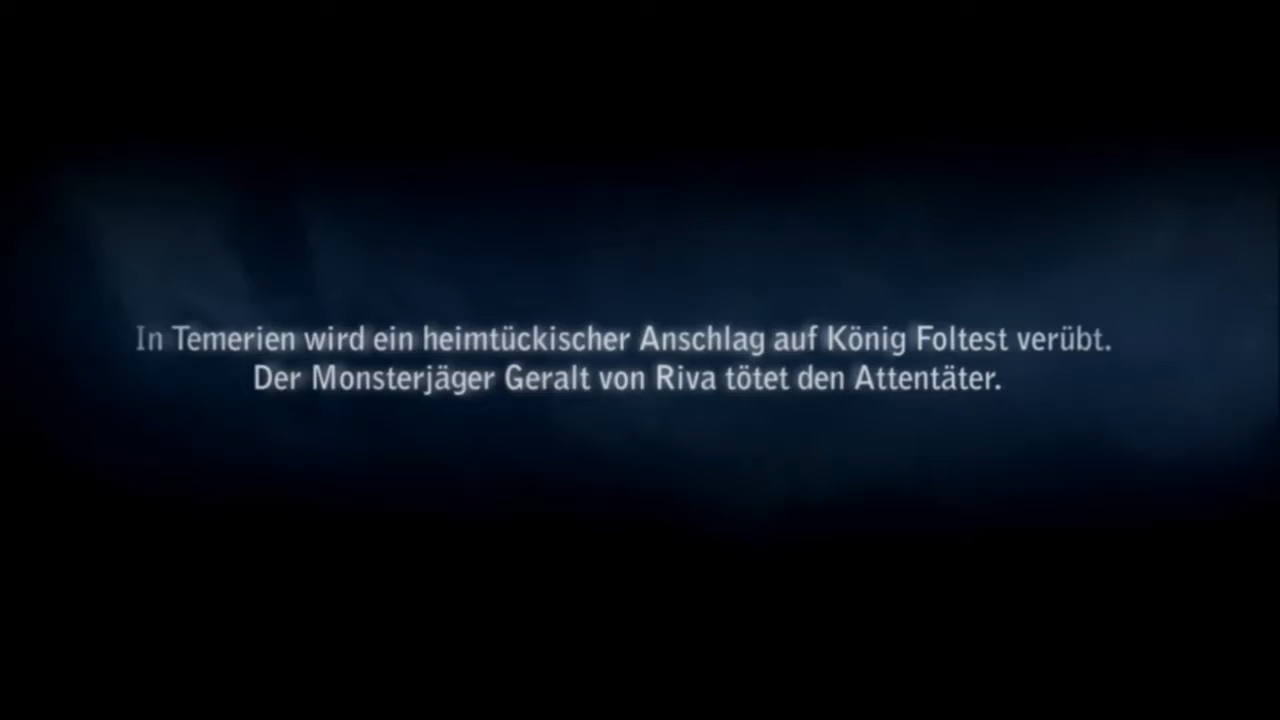 In Temerien wird ein heimtückischer Anschlag auf König Foltest verübt.
Der Monsterjäger Geralt von Riva tötet den Attentäter.